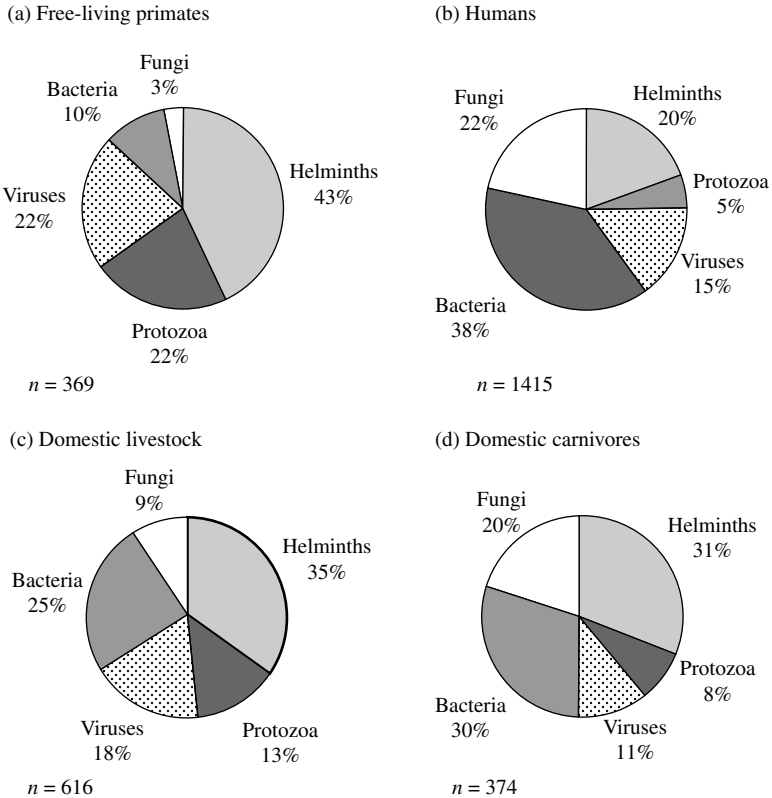 (a) Free-living primates
Fungi
3%
Bacteria
10%
Helminths
43%
Viruses
22%
Protozoa
22%
n = 369
(b) Humans
Fungi
22%
Helminths
20%
Protozoa
5%
Viruses
15%
Bacteria
38%
n = 1415
(c) Domestic livestock
Fungi
9%
Helminths
35%
Bacteria
25%
Viruses
18%
Protozoa
13%
n = 616
(d) Domestic carnivores
Fungi
20%
Helminths
31%
Protozoa
8%
Bacteria
30%
Viruses
11%
n = 374